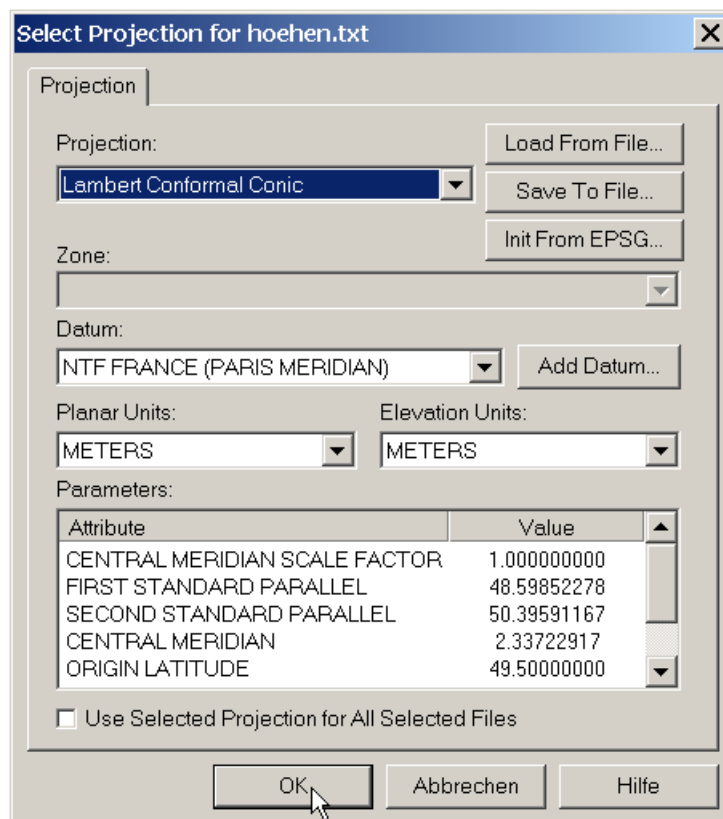 Select Projection for hoehen.txt
Projection
Projection:
Load From File...
Lambert Conformal Conic
Save To File...
Init From EPSG...
Zone:
Datum:
NTF FRANCE (PARIS MERIDIAN)
Add Datum...
Planar Units:
Elevation Units:
METERS
METERS
Parameters:
Attribute Value
CENTRAL MERIDIAN SCALE FACTOR 1.000000000
FIRST STANDARD PARALLEL 48.59852278
SECOND STANDARD PARALLEL 50.39591167
CENTRAL MERIDIAN 2.33722917
ORIGIN LATITUDE 49.50000000
Use Selected Projection for All Selected Files
OK Abbrechen Hilfe